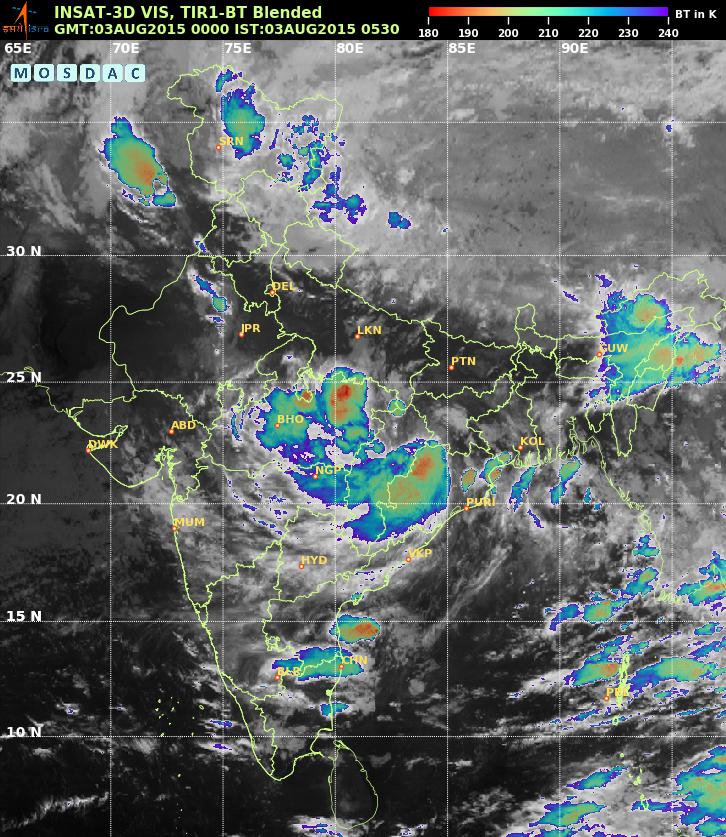 INSAT-3D VIS, TIR1-BT Blended
GMT:03AUG2015 0000 IST:03AUG2015 0530
BT in K
180 190 200 210 220 230 240
65E 70E 75E 80E 85E 90E
MOSDAC
SRN
30 N
DEL
JPR LKN
GUW
PTN
25 N
BHO
ABD
DWK KOL
NGP
20 N PURI
MUM
HYD VKP
15 N
CHN
BLR
PBL
10 N